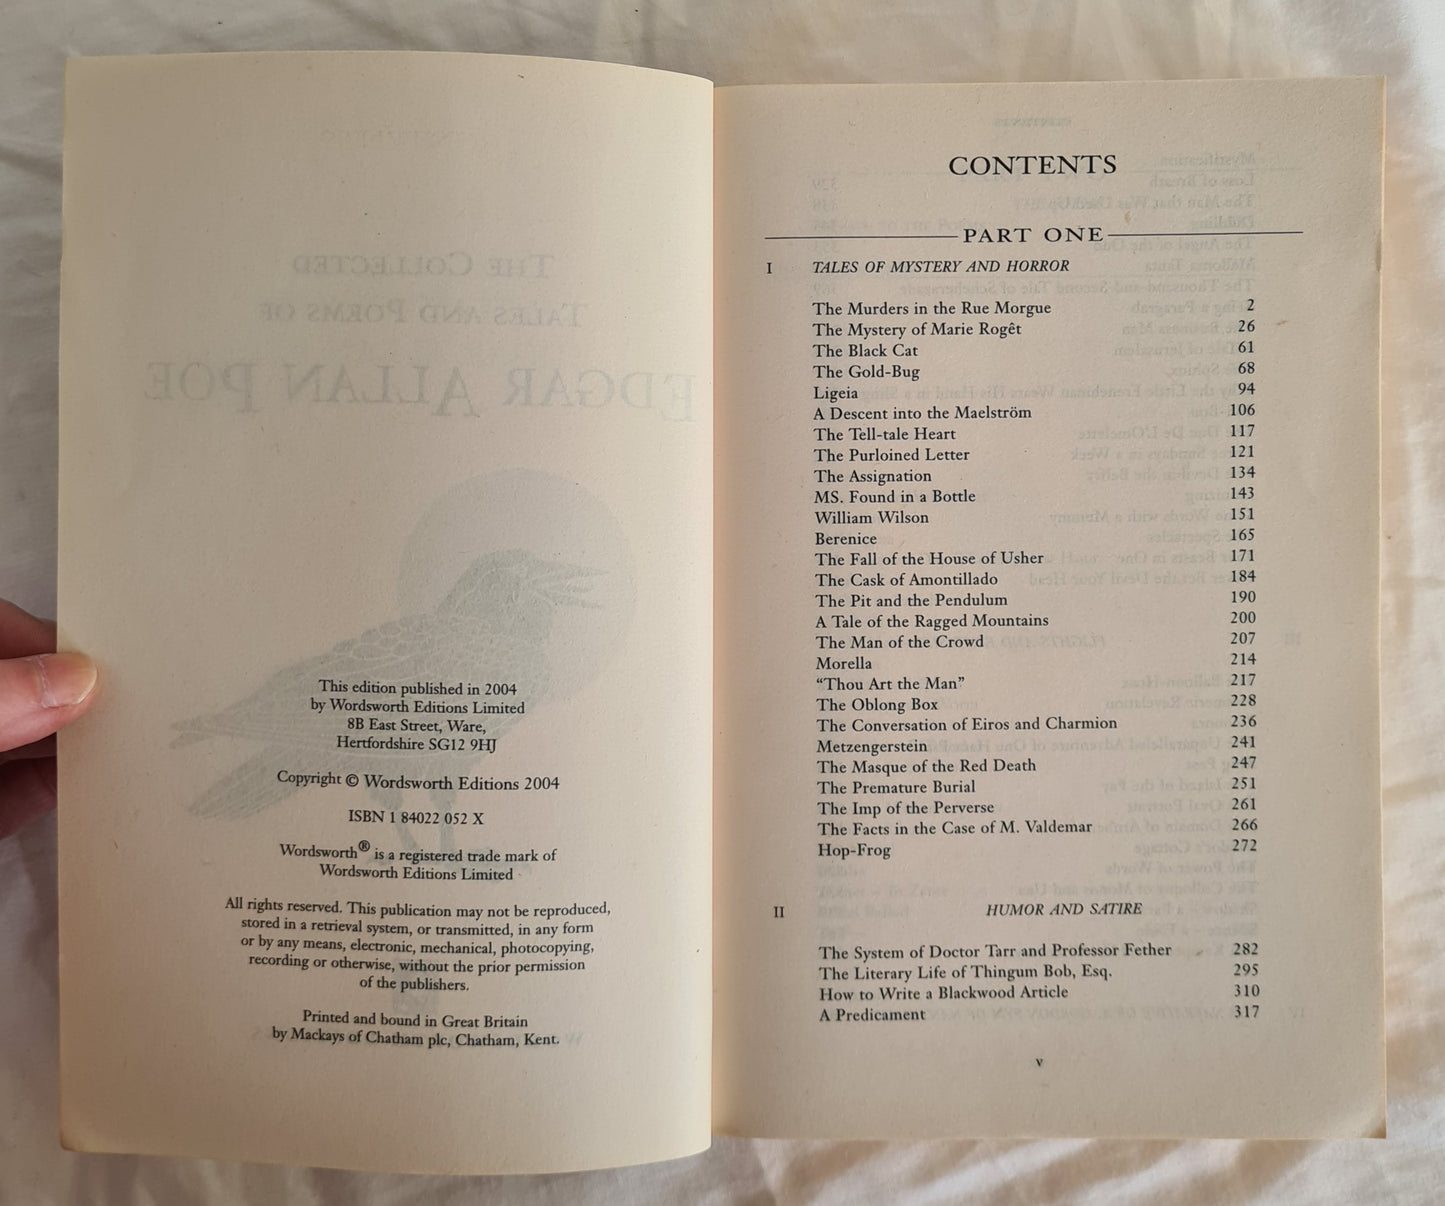 This edition published in 2004
by Wordsworth Editions Limited
8B East Street, Ware,
Hertfordshire SG12 9HJ
Copyright © Wordsworth Editions 2004
ISBN 1 84022 052 X
Wordsworth® is a registered trade mark of
Wordsworth Editions Limited
All rights reserved. This publication may not be reproduced,
stored in a retrieval system, or transmitted, in any form
or by any means, electronic, mechanical, photocopying,
recording or otherwise, without the prior permission
of the publishers.
Printed and bound in Great Britain
by Mackays of Chatham plc, Chatham, Kent.
CONTENTS
PART ONE
I TALES OF MYSTERY AND HORROR
The Murders in the Rue Morgue 2
The Mystery of Marie Rogêt 26
The Black Cat 61
The Gold-Bug 68
Ligeia 94
A Descent into the Maelström 106
The Tell-tale Heart 117
The Purloined Letter 121
The Assignation 134
MS. Found in a Bottle 143
William Wilson 151
Berenice 165
The Fall of the House of Usher 171
The Cask of Amontillado 184
The Pit and the Pendulum 190
A Tale of the Ragged Mountains 200
The Man of the Crowd 207
Morella 214
“Thou Art the Man” 217
The Oblong Box 228
The Conversation of Eiros and Charmion 236
Metzengerstein 241
The Masque of the Red Death 247
The Premature Burial 251
The Imp of the Perverse 261
The Facts in the Case of M. Valdemar 266
Hop-Frog 272
II HUMOR AND SATIRE
The System of Doctor Tarr and Professor Fether 282
The Literary Life of Thingum Bob, Esq. 295
How to Write a Blackwood Article 310
A Predicament 317
v